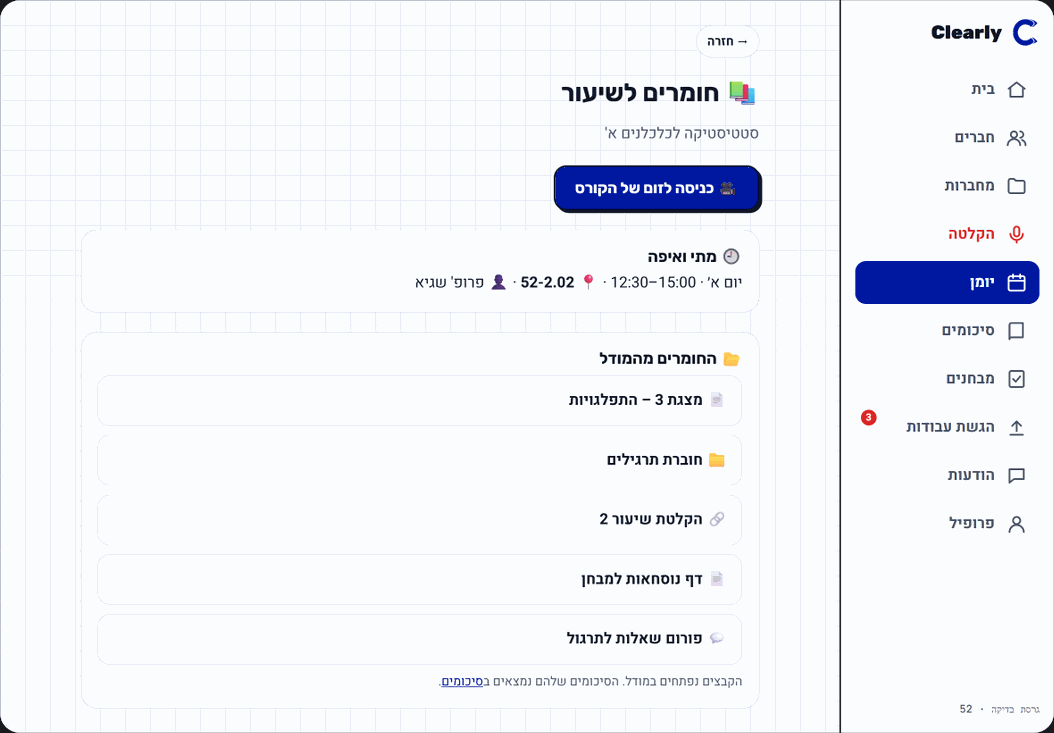 Clearly
בית
חברים
מחברות
הקלטה
יומן
סיכומים
מבחנים
הגשת עבודות 3
הודעות
פרופיל
גרסת בדיקה · 52
→ חזרה
📚 חומרים לשיעור
סטטיסטיקה לכלכלנים א'
🎥 כניסה לזום של הקורס
🕘 מתי ואיפה
יום א׳ · 12:30–15:00 · 📍 52-2.02 · 👤 פרופ' שגיא
📂 החומרים מהמודל
📄 מצגת 3 – התפלגויות
📁 חוברת תרגילים
🔗 הקלטת שיעור 2
📄 דף נוסחאות למבחן
💬 פורום שאלות לתרגול
הקבצים נפתחים במודל. הסיכומים שלהם נמצאים בסיכומים.